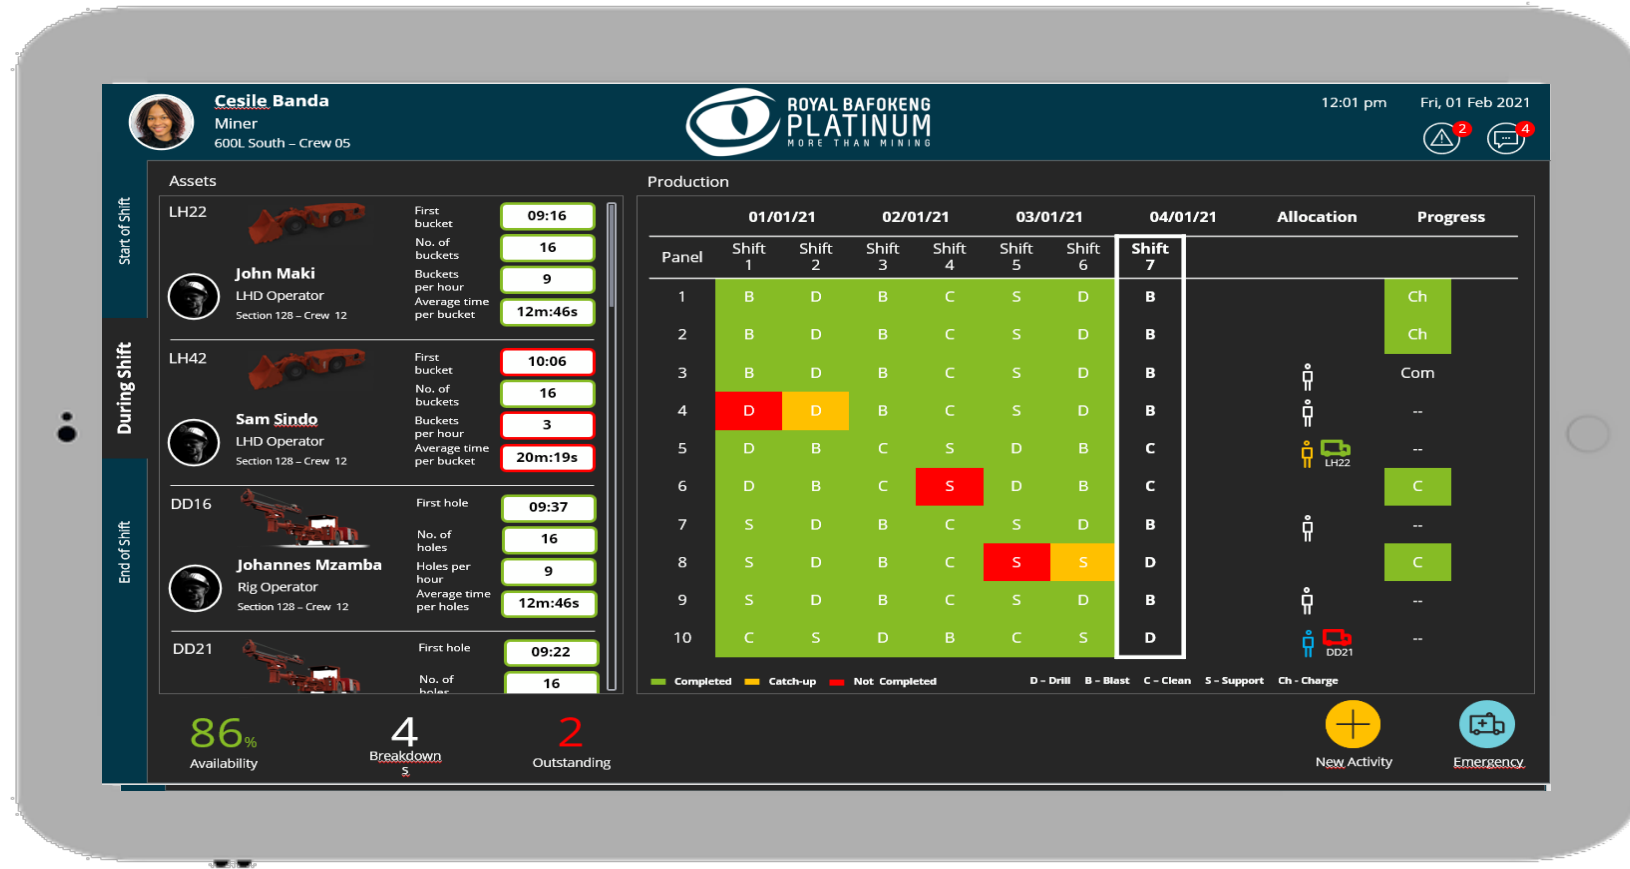 Cesile Banda
Miner
600L South – Crew 05
ROYAL BAFOKENG
PLATINUM
MORE THAN MINING
12:01 pm Fri, 01 Feb 2021
2 4
Start of Shift
During Shift
End of Shift
Assets
LH22
First bucket 09:16
No. of buckets 16
Buckets per hour 9
Average time per bucket 12m:46s
John Maki
LHD Operator
Section 128 – Crew 12
LH42
First bucket 10:06
No. of buckets 16
Buckets per hour 3
Average time per bucket 20m:19s
Sam Sindo
LHD Operator
Section 128 – Crew 12
DD16
First hole 09:37
No. of holes 16
Holes per hour 9
Average time per holes 12m:46s
Johannes Mzamba
Rig Operator
Section 128 – Crew 12
DD21
First hole 09:22
No. of holes 16
Production
01/01/21 02/01/21 03/01/21 04/01/21 Allocation Progress
Panel Shift 1 Shift 2 Shift 3 Shift 4 Shift 5 Shift 6 Shift 7
1 B D B C S D B Ch
2 B D B C S D B Ch
3 B D B C S D B Com
4 D D B C S D B --
5 D B C S D B C LH22 --
6 D B C S D B C C
7 S D B C S D B --
8 S D B C S S D C
9 S D B C S D B --
10 C S D B C S D DD21 --
Completed Catch-up Not Completed D – Drill B – Blast C – Clean S – Support Ch - Charge
86%
Availability
4
Breakdown
s
2
Outstanding
New Activity
Emergency